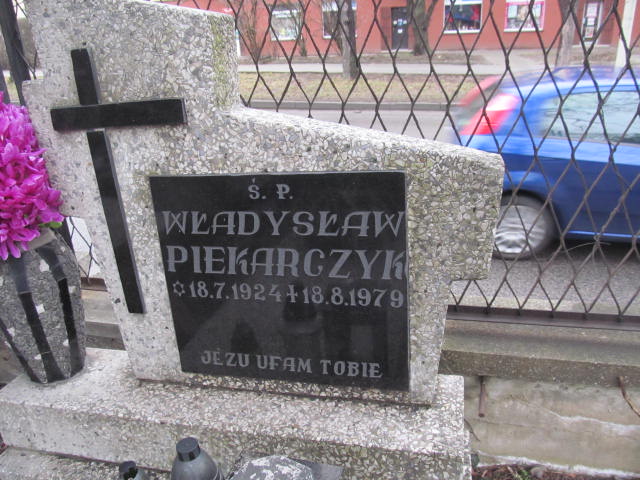 Ś. P.
WŁADYSŁAW
PIEKARCZYK
✡18.7.1924✝18.8.1979
JEZU UFAM TOBIE